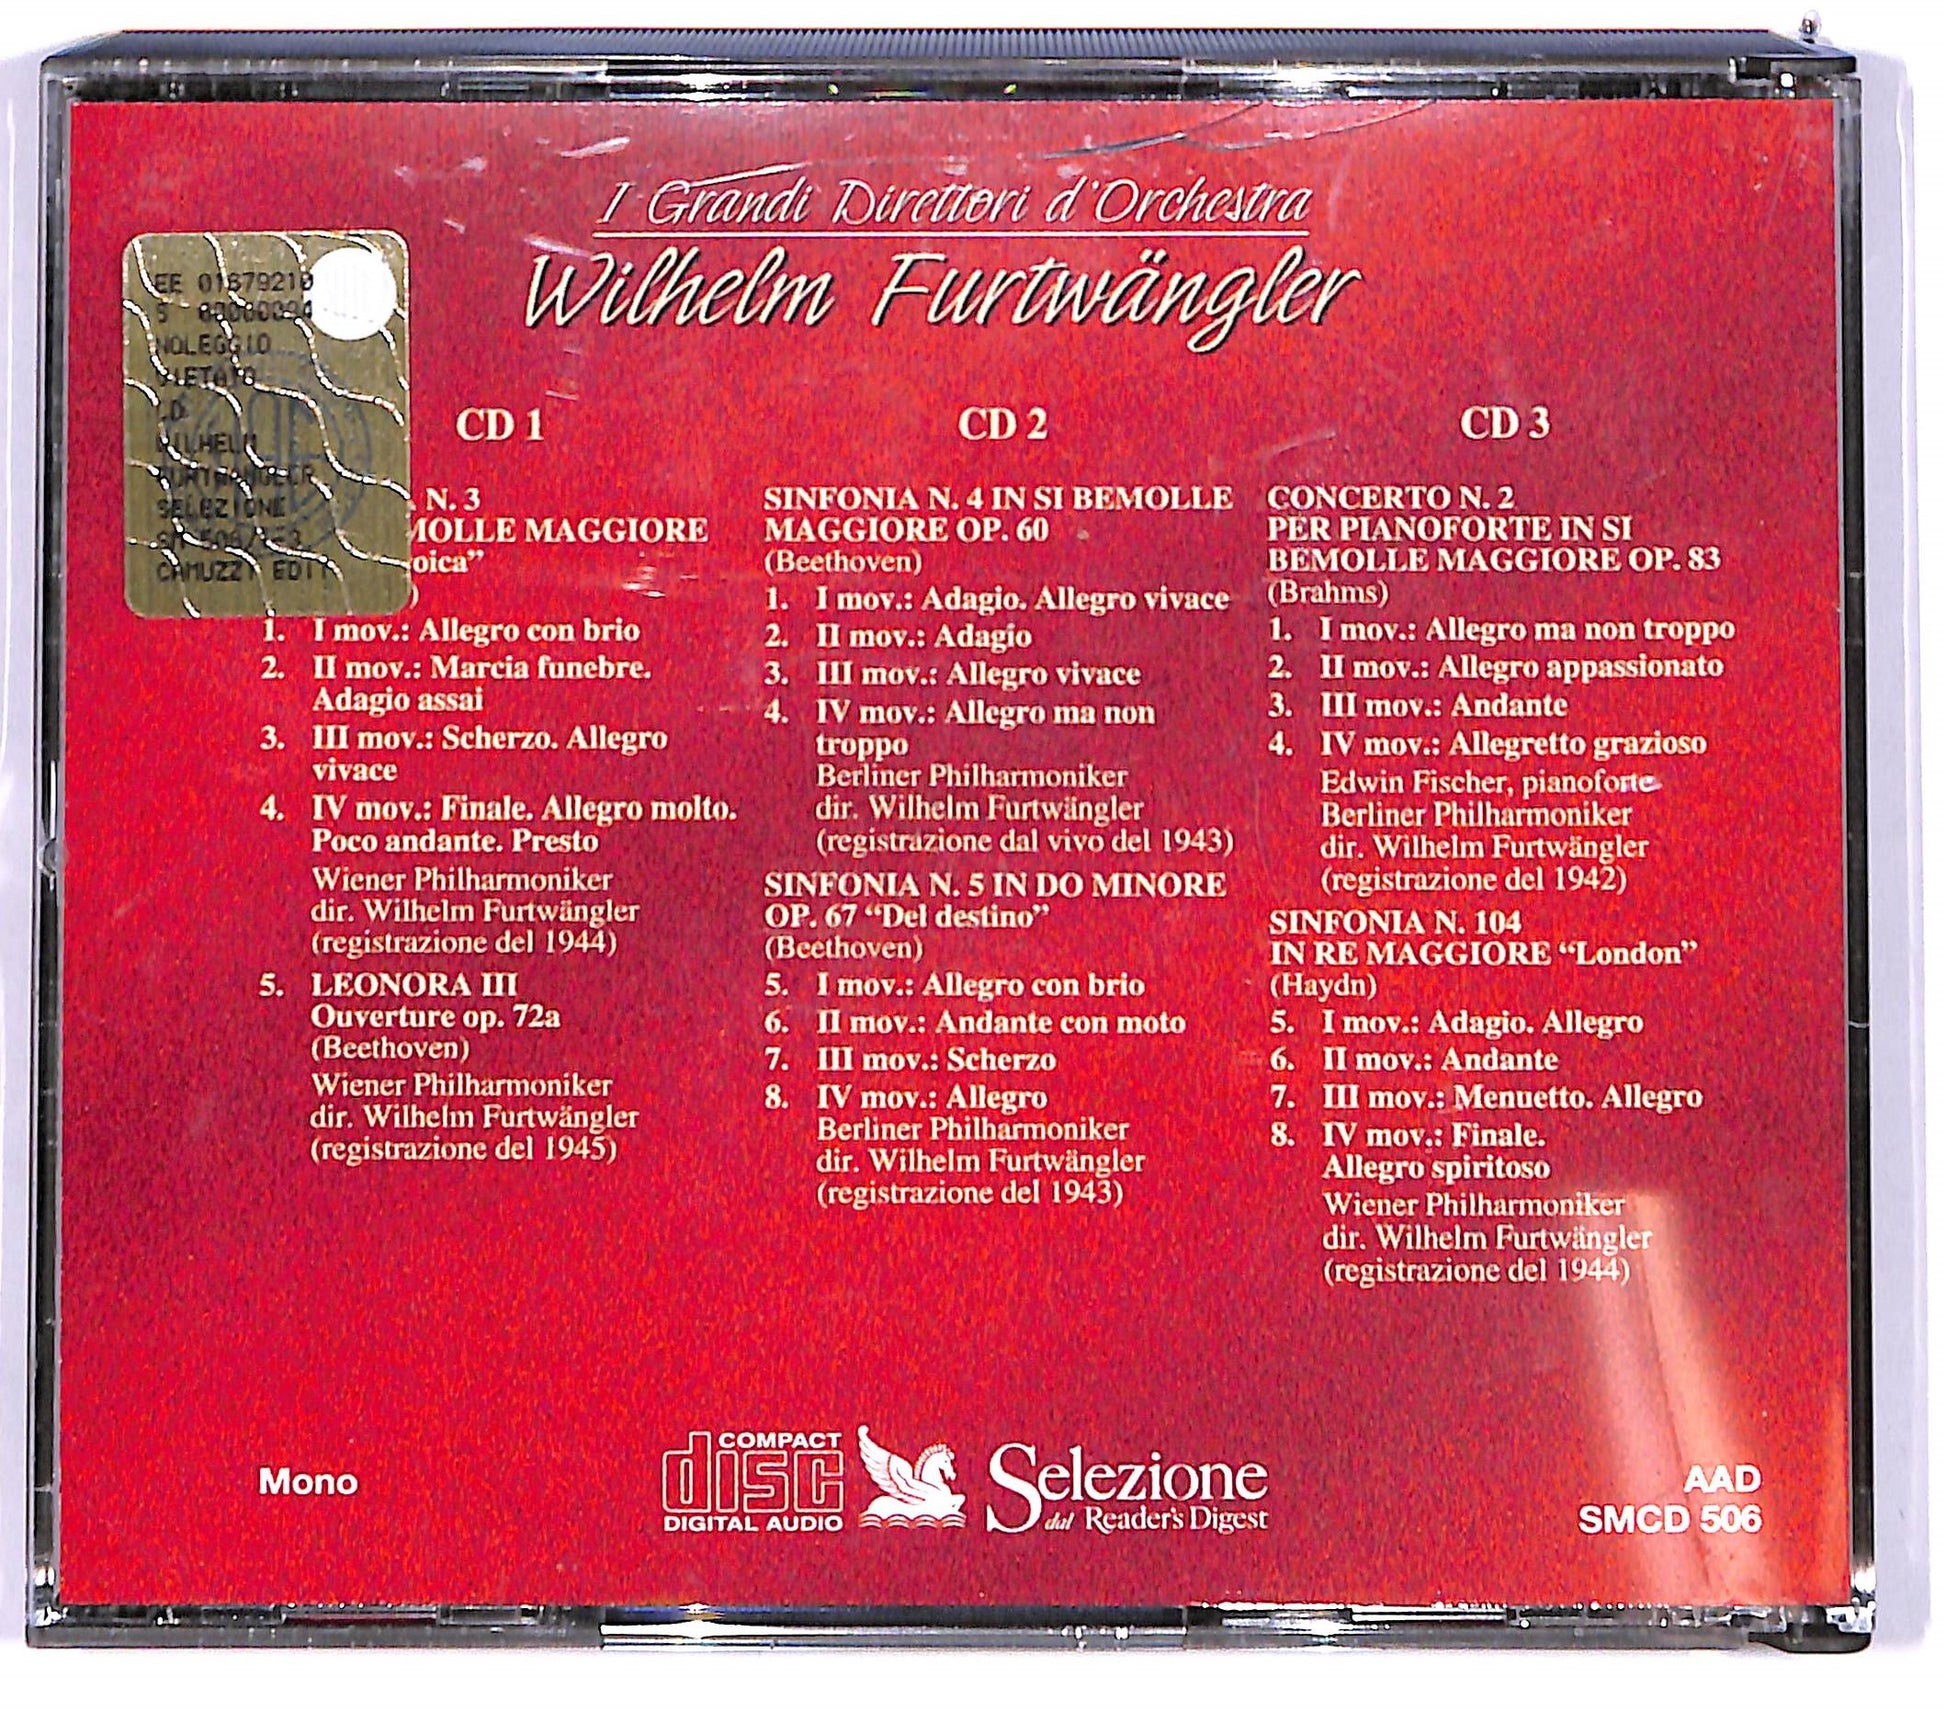 I Grandi Direttori d'Orchestra
Wilhelm Furtwängler
EE 01679210
NOLEGGIO
VIETATO
WILHELM
FURTWANGLER
SELEZIONE
CAMUZZI EDIT
CD 1
N. 3
MOLLE MAGGIORE
oica”
)
1. I mov.: Allegro con brio
2. II mov.: Marcia funebre.
Adagio assai
3. III mov.: Scherzo. Allegro
vivace
4. IV mov.: Finale. Allegro molto.
Poco andante. Presto
Wiener Philharmoniker
dir. Wilhelm Furtwängler
(registrazione del 1944)
5. LEONORA III
Ouverture op. 72a
(Beethoven)
Wiener Philharmoniker
dir. Wilhelm Furtwängler
(registrazione del 1945)
CD 2
SINFONIA N. 4 IN SI BEMOLLE
MAGGIORE OP. 60
(Beethoven)
1. I mov.: Adagio. Allegro vivace
2. II mov.: Adagio
3. III mov.: Allegro vivace
4. IV mov.: Allegro ma non
troppo
Berliner Philharmoniker
dir. Wilhelm Furtwängler
(registrazione dal vivo del 1943)
SINFONIA N. 5 IN DO MINORE
OP. 67 “Del destino”
(Beethoven)
5. I mov.: Allegro con brio
6. II mov.: Andante con moto
7. III mov.: Scherzo
8. IV mov.: Allegro
Berliner Philharmoniker
dir. Wilhelm Furtwängler
(registrazione del 1943)
CD 3
CONCERTO N. 2
PER PIANOFORTE IN SI
BEMOLLE MAGGIORE OP. 83
(Brahms)
1. I mov.: Allegro ma non troppo
2. II mov.: Allegro appassionato
3. III mov.: Andante
4. IV mov.: Allegretto grazioso
Edwin Fischer, pianoforte
Berliner Philharmoniker
dir. Wilhelm Furtwängler
(registrazione del 1942)
SINFONIA N. 104
IN RE MAGGIORE “London”
(Haydn)
5. I mov.: Adagio. Allegro
6. II mov.: Andante
7. III mov.: Menuetto. Allegro
8. IV mov.: Finale.
Allegro spiritoso
Wiener Philharmoniker
dir. Wilhelm Furtwängler
(registrazione del 1944)
Mono
COMPACT
disc
DIGITAL AUDIO
Selezione
dal Reader's Digest
AAD
SMCD 506